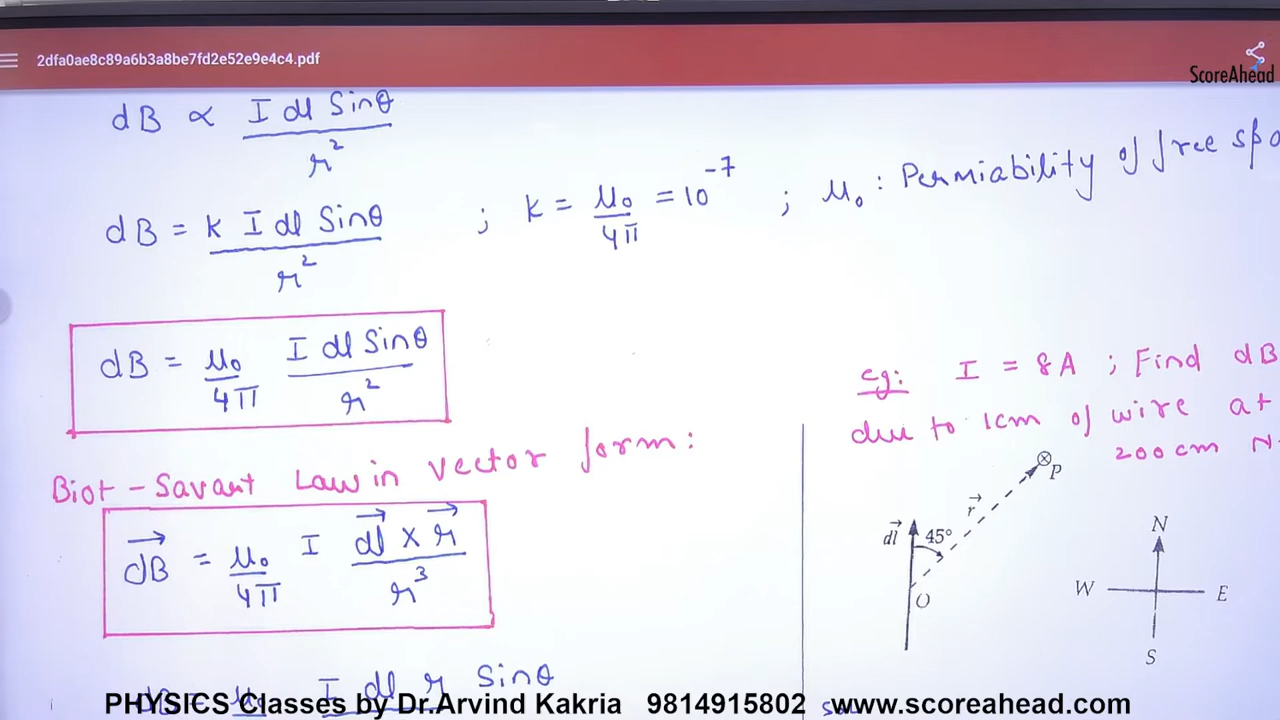 2dfa0ae8c89a6b3a8be7fd2e52e9e4c4.pdf
ScoreAhead
dB ∝ I dl Sinθ / r²
dB = k I dl Sinθ / r² ; k = μ₀/4π = 10⁻⁷ ; μ₀ : Permiability of free
dB = μ₀/4π I dl Sinθ / r²
Biot - Savart Law in vector form:
dB⃗ = μ₀/4π I dl⃗ × r⃗ / r³
I dl r Sinθ
eg: I = 8A ; Find dB
due to 1cm of wire at
200cm
P
r⃗
dl⃗ 45°
O
N
W E
S
PHYSICS Classes by Dr.Arvind Kakria 9814915802 www.scoreahead.com